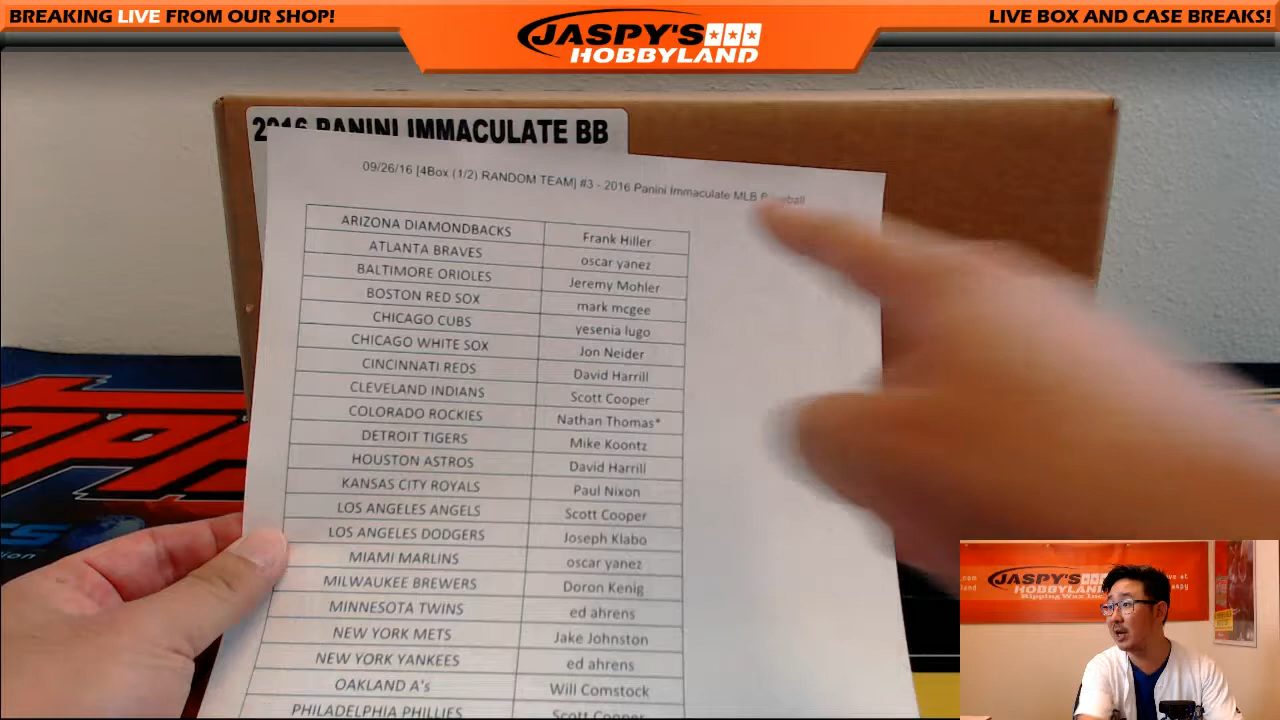 BREAKING LIVE FROM OUR SHOP!
JASPY'S
HOBBYLAND
LIVE BOX AND CASE BREAKS!
2016 PANINI IMMACULATE BB
09/26/16 [4Box (1/2) RANDOM TEAM] #3 - 2016 Panini Immaculate MLB
ARIZONA DIAMONDBACKS Frank Hiller
ATLANTA BRAVES oscar yanez
BALTIMORE ORIOLES Jeremy Mohler
BOSTON RED SOX mark mcgee
CHICAGO CUBS yesenia lugo
CHICAGO WHITE SOX Jon Neider
CINCINNATI REDS David Harrill
CLEVELAND INDIANS Scott Cooper
COLORADO ROCKIES Nathan Thomas*
DETROIT TIGERS Mike Koontz
HOUSTON ASTROS David Harrill
KANSAS CITY ROYALS Paul Nixon
LOS ANGELES ANGELS Scott Cooper
LOS ANGELES DODGERS Joseph Klabo
MIAMI MARLINS oscar yanez
MILWAUKEE BREWERS Doron Kenig
MINNESOTA TWINS ed ahrens
NEW YORK METS Jake Johnston
NEW YORK YANKEES ed ahrens
OAKLAND A's Will Comstock
PHILADELPHIA PHILLIES Scott Cooper
JASPY'S
HOBBYLAND
Ripping Wax Inc.